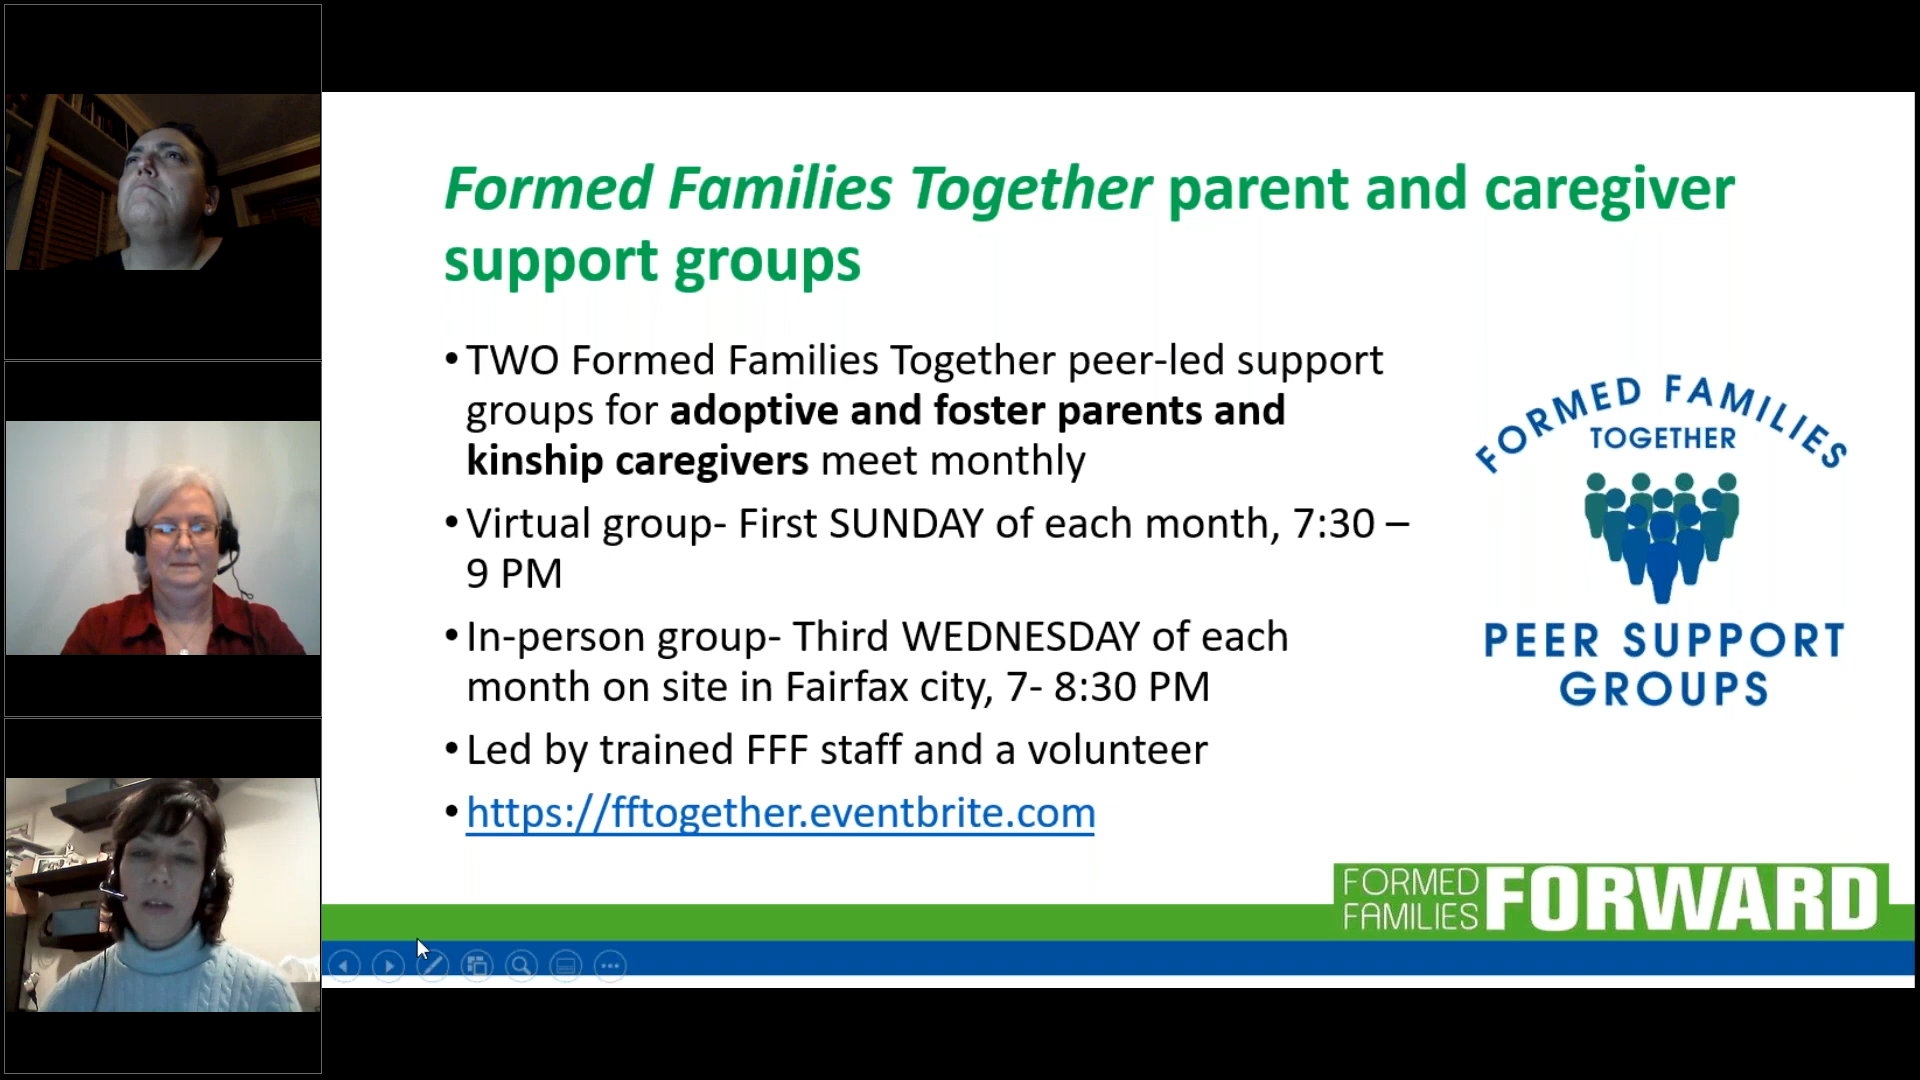 Formed Families Together parent and caregiver
support groups
•TWO Formed Families Together peer-led support
groups for adoptive and foster parents and
kinship caregivers meet monthly
•Virtual group- First SUNDAY of each month, 7:30 –
9 PM
•In-person group- Third WEDNESDAY of each
month on site in Fairfax city, 7- 8:30 PM
•Led by trained FFF staff and a volunteer
•https://fftogether.eventbrite.com
FORMED FAMILIES
TOGETHER
PEER SUPPORT
GROUPS
FORMED
FAMILIES FORWARD